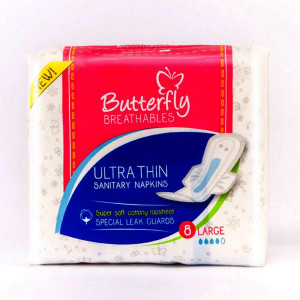 NEW!
Butterfly
BREATHABLES
ULTRA THIN
SANITARY NAPKINS
Super soft cottony topsheet
SPECIAL LEAK GUARDS
8 LARGE